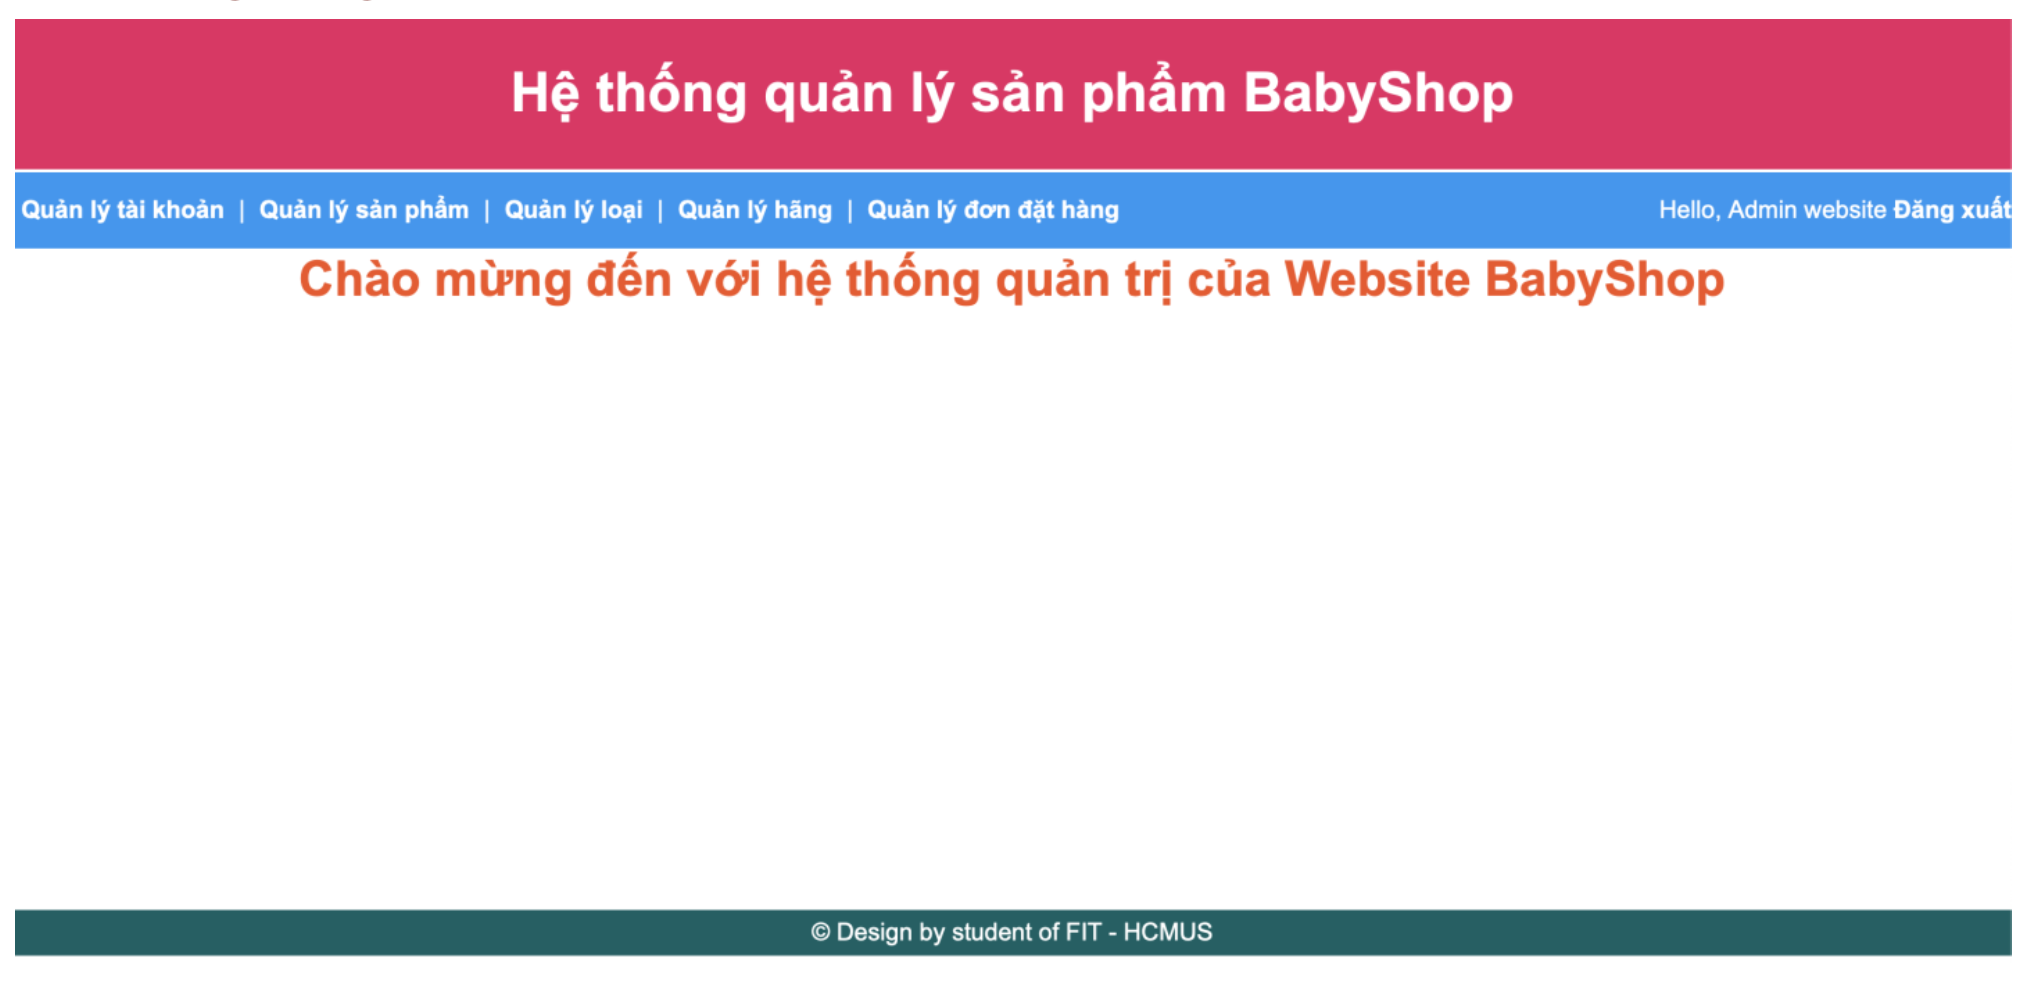 Hệ thống quản lý sản phẩm BabyShop
Quản lý tài khoản | Quản lý sản phẩm | Quản lý loại | Quản lý hãng | Quản lý đơn đặt hàng Hello, Admin website Đăng xuất
Chào mừng đến với hệ thống quản trị của Website BabyShop
© Design by student of FIT - HCMUS